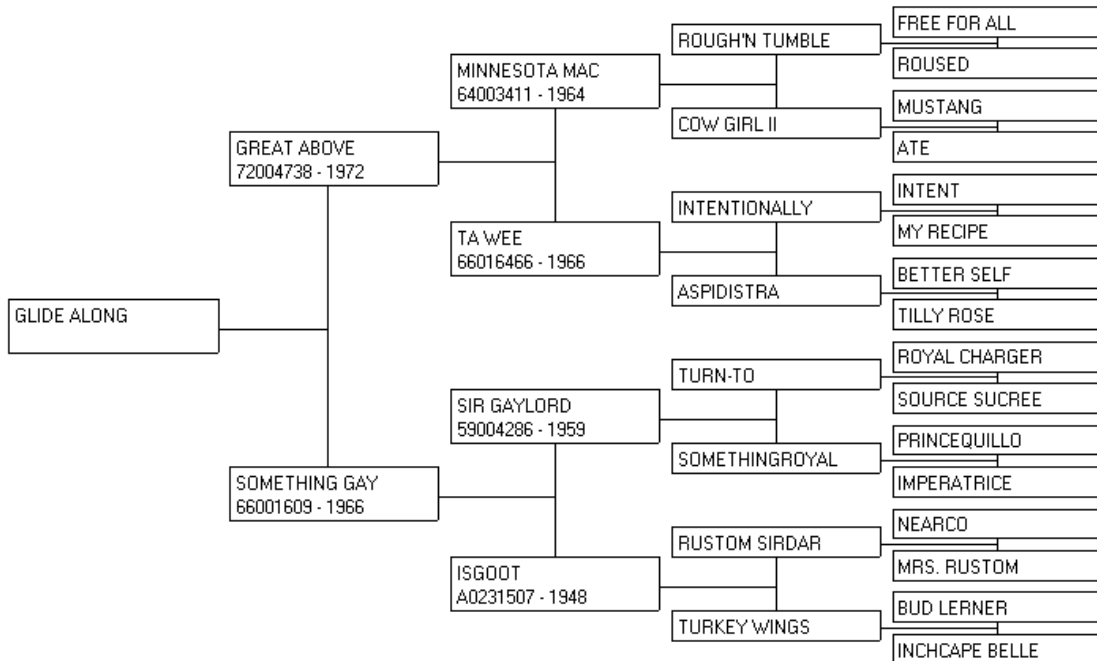 GLIDE ALONG
GREAT ABOVE
72004738 - 1972
SOMETHING GAY
66001609 - 1966
MINNESOTA MAC
64003411 - 1964
TA WEE
66016466 - 1966
SIR GAYLORD
59004286 - 1959
ISGOOT
A0231507 - 1948
ROUGH'N TUMBLE
COW GIRL II
INTENTIONALLY
ASPIDISTRA
TURN-TO
SOMETHINGROYAL
RUSTOM SIRDAR
TURKEY WINGS
FREE FOR ALL
ROUSED
MUSTANG
ATE
INTENT
MY RECIPE
BETTER SELF
TILLY ROSE
ROYAL CHARGER
SOURCE SUCREE
PRINCEQUILLO
IMPERATRICE
NEARCO
MRS. RUSTOM
BUD LERNER
INCHCAPE BELLE